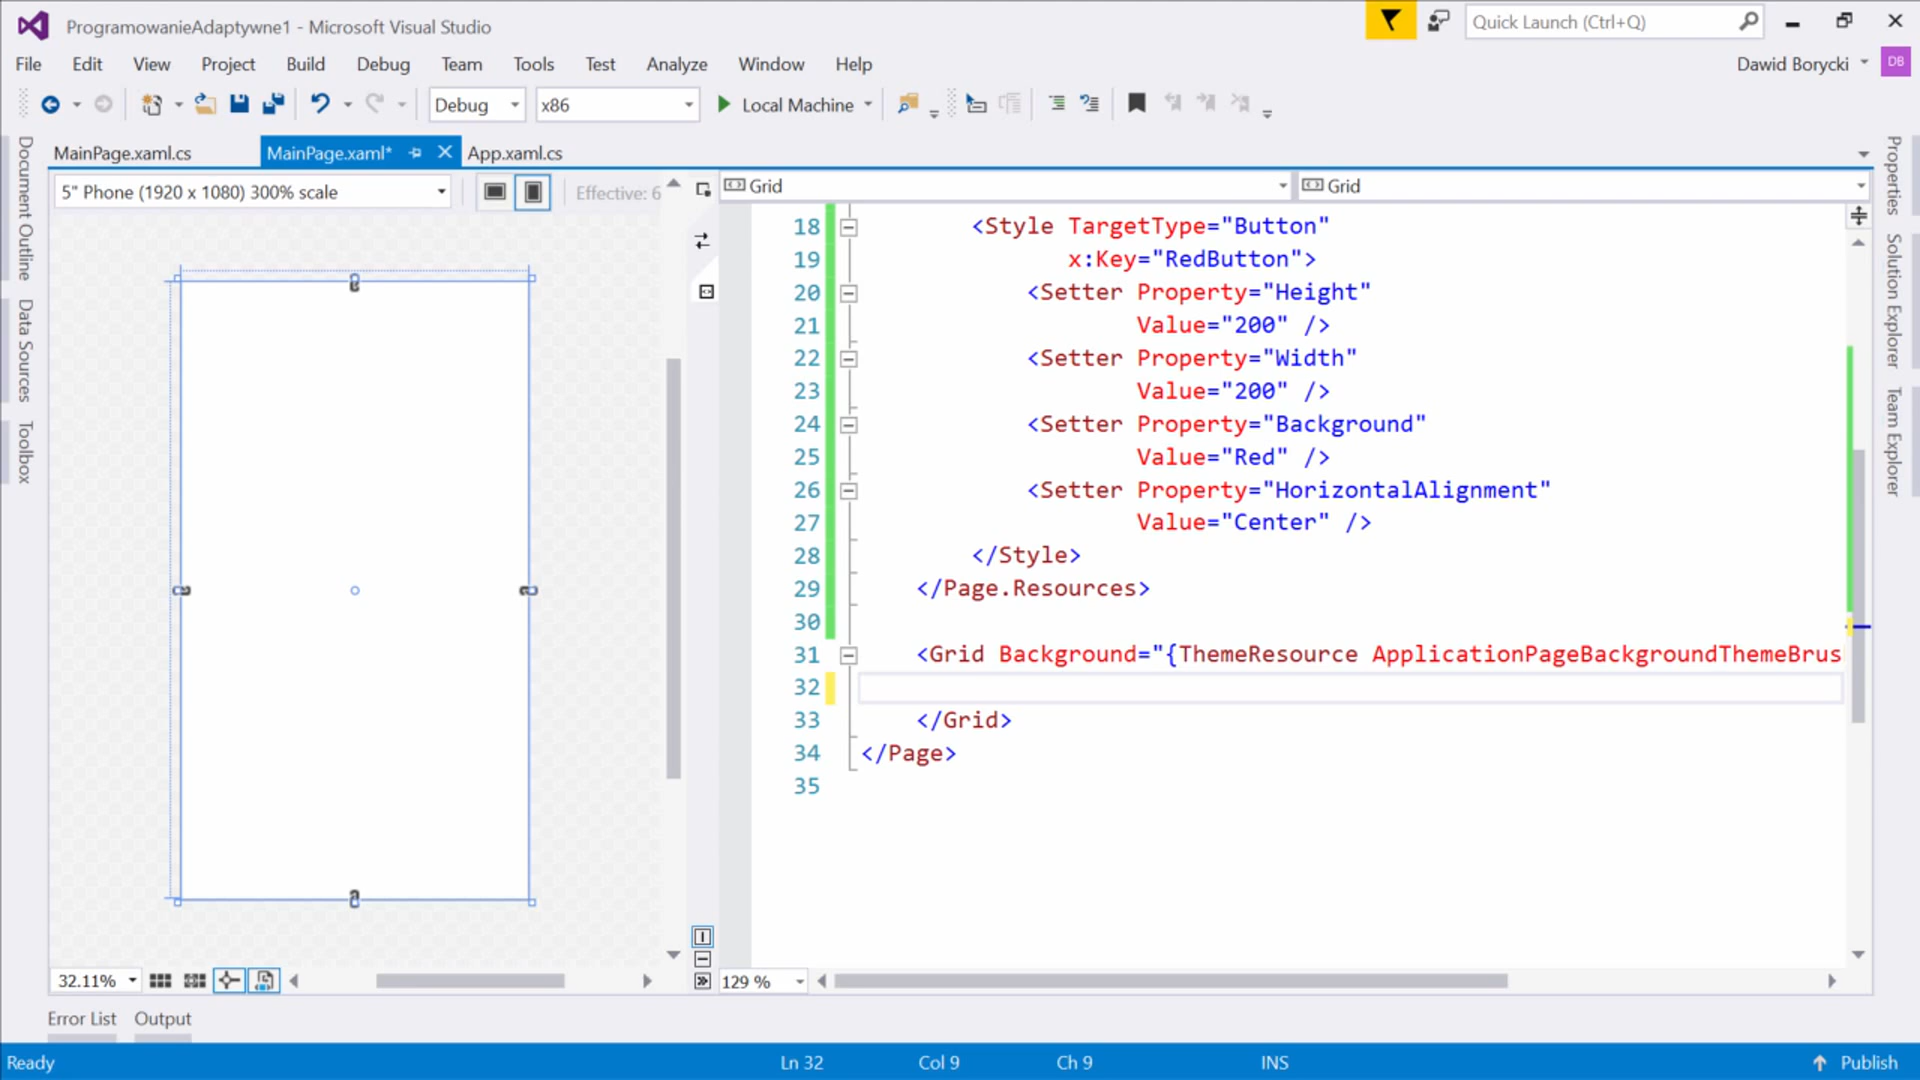 ProgramowanieAdaptywne1 - Microsoft Visual Studio
Quick Launch (Ctrl+Q)
File Edit View Project Build Debug Team Tools Test Analyze Window Help
Dawid Borycki DB
Debug x86 Local Machine
Document Outline
Data Sources
Toolbox
MainPage.xaml.cs MainPage.xaml* App.xaml.cs
5" Phone (1920 x 1080) 300% scale Effective: 6
Grid Grid
18 <Style TargetType="Button"
19 x:Key="RedButton">
20 <Setter Property="Height"
21 Value="200" />
22 <Setter Property="Width"
23 Value="200" />
24 <Setter Property="Background"
25 Value="Red" />
26 <Setter Property="HorizontalAlignment"
27 Value="Center" />
28 </Style>
29 </Page.Resources>
30
31 <Grid Background="{ThemeResource ApplicationPageBackgroundThemeBrus
32
33 </Grid>
34 </Page>
35
Properties
Solution Explorer
Team Explorer
32.11% 129 %
Error List Output
Ready Ln 32 Col 9 Ch 9 INS Publish